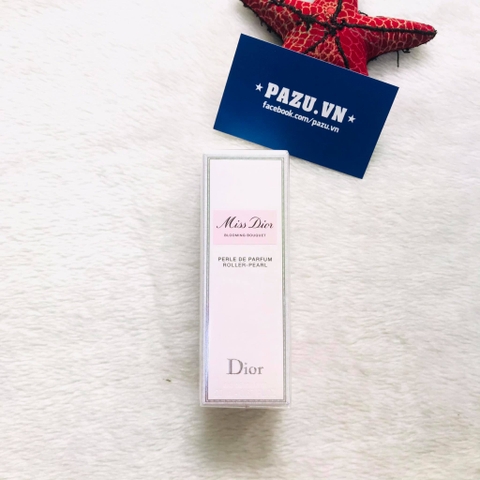 ★ PAZU.VN ★
facebook.com/pazu.vn
Miss Dior
BLOOMING BOUQUET
PERLE DE PARFUM
ROLLER-PEARL
Dior